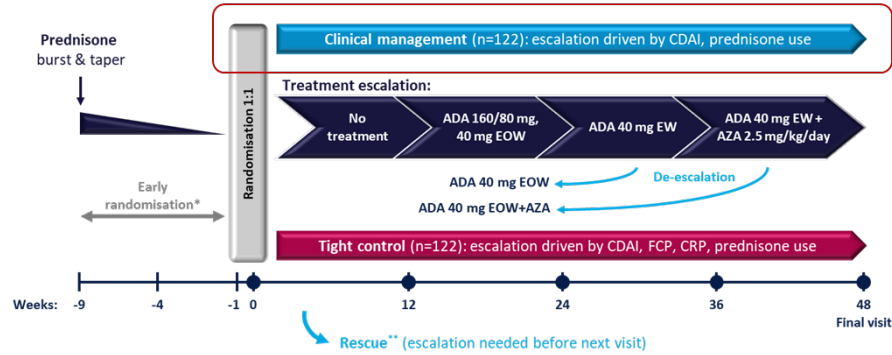 Prednisone
burst & taper
Clinical management (n=122): escalation driven by CDAI, prednisone use
Randomisation 1:1
Treatment escalation:
No
treatment
ADA 160/80 mg,
40 mg EOW
ADA 40 mg EW
ADA 40 mg EW +
AZA 2.5 mg/kg/day
De-escalation
ADA 40 mg EOW
ADA 40 mg EOW+AZA
Early
randomisation*
Tight control (n=122): escalation driven by CDAI, FCP, CRP, prednisone use
Weeks: -9 -4 -1 0 12 24 36 48
Final visit
Rescue** (escalation needed before next visit)